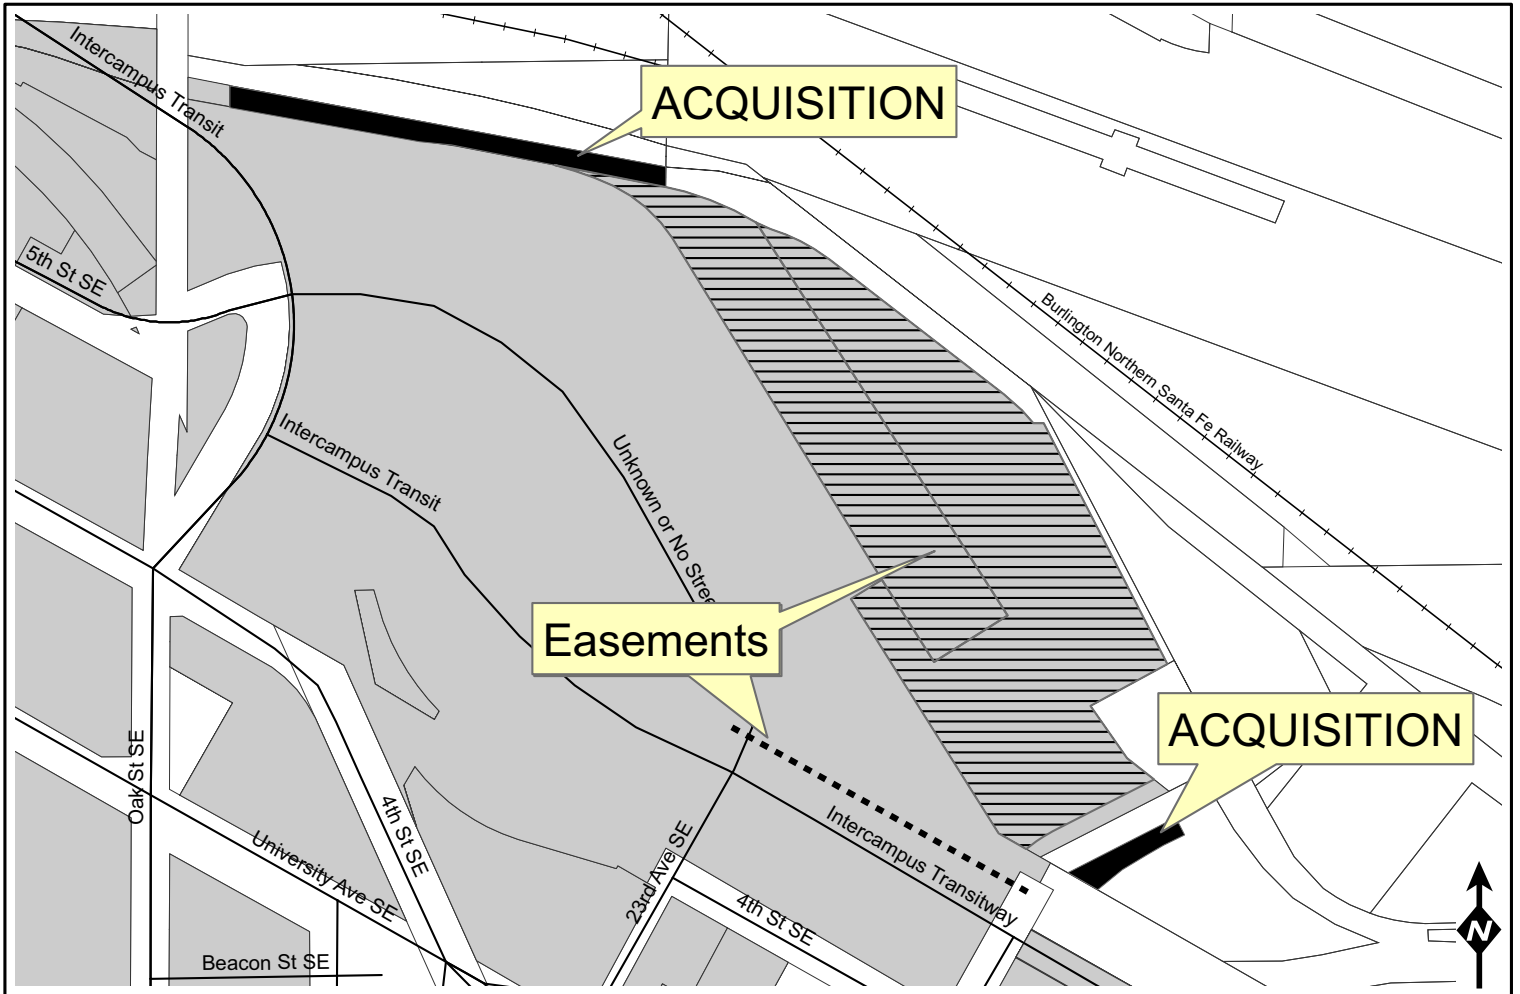 Intercampus Transit
ACQUISITION
5th St SE
Burlington Northern Santa Fe Railway
Intercampus Transit
Unknown or No Stree
Easements
ACQUISITION
Oak St SE
4th St SE
University Ave SE
23rd Ave SE
Intercampus Transitway
4th St SE
Beacon St SE
N